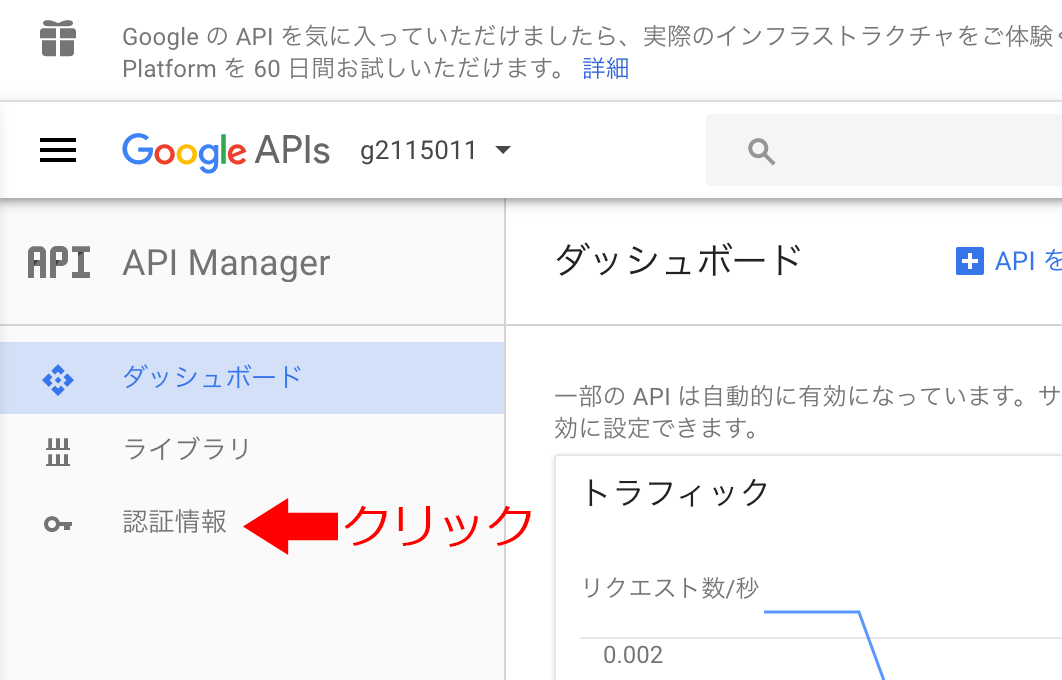 Google の API を気に入っていただけましたら、実際のインフラストラクチャをご体験
Platform を 60 日間お試しいただけます。 詳細
Google APIs g2115011
API API Manager
ダッシュボード
API を
ダッシュボード
ライブラリ
認証情報
クリック
一部の API は自動的に有効になっています。サ
効に設定できます。
トラフィック
リクエスト数/秒
0.002